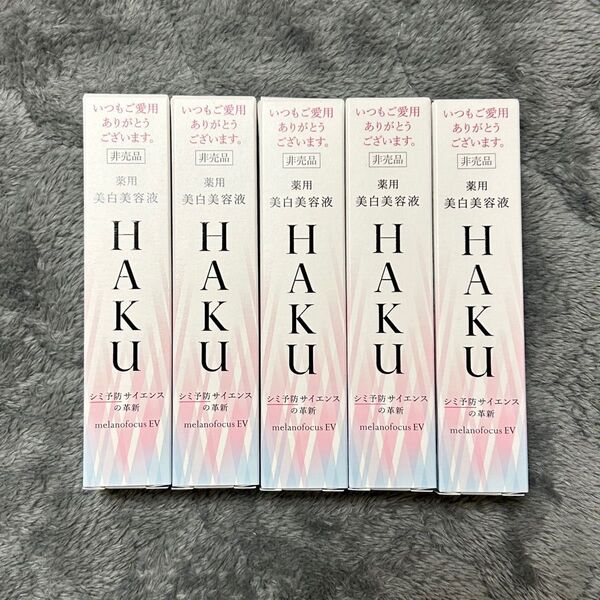 いつもご愛用
ありがとう
ございます。
非売品
薬用
美白美容液
HAKU
シミ予防サイエンス
の革新
melanofocus EV
いつもご愛用
ありがとう
ございます。
非売品
薬用
美白美容液
HAKU
シミ予防サイエンス
の革新
melanofocus EV
いつもご愛用
ありがとう
ございます。
非売品
薬用
美白美容液
HAKU
シミ予防サイエンス
の革新
melanofocus EV
いつもご愛用
ありがとう
ございます。
非売品
薬用
美白美容液
HAKU
シミ予防サイエンス
の革新
melanofocus EV
いつもご愛用
ありがとう
ございます。
非売品
薬用
美白美容液
HAKU
シミ予防サイエンス
の革新
melanofocus EV